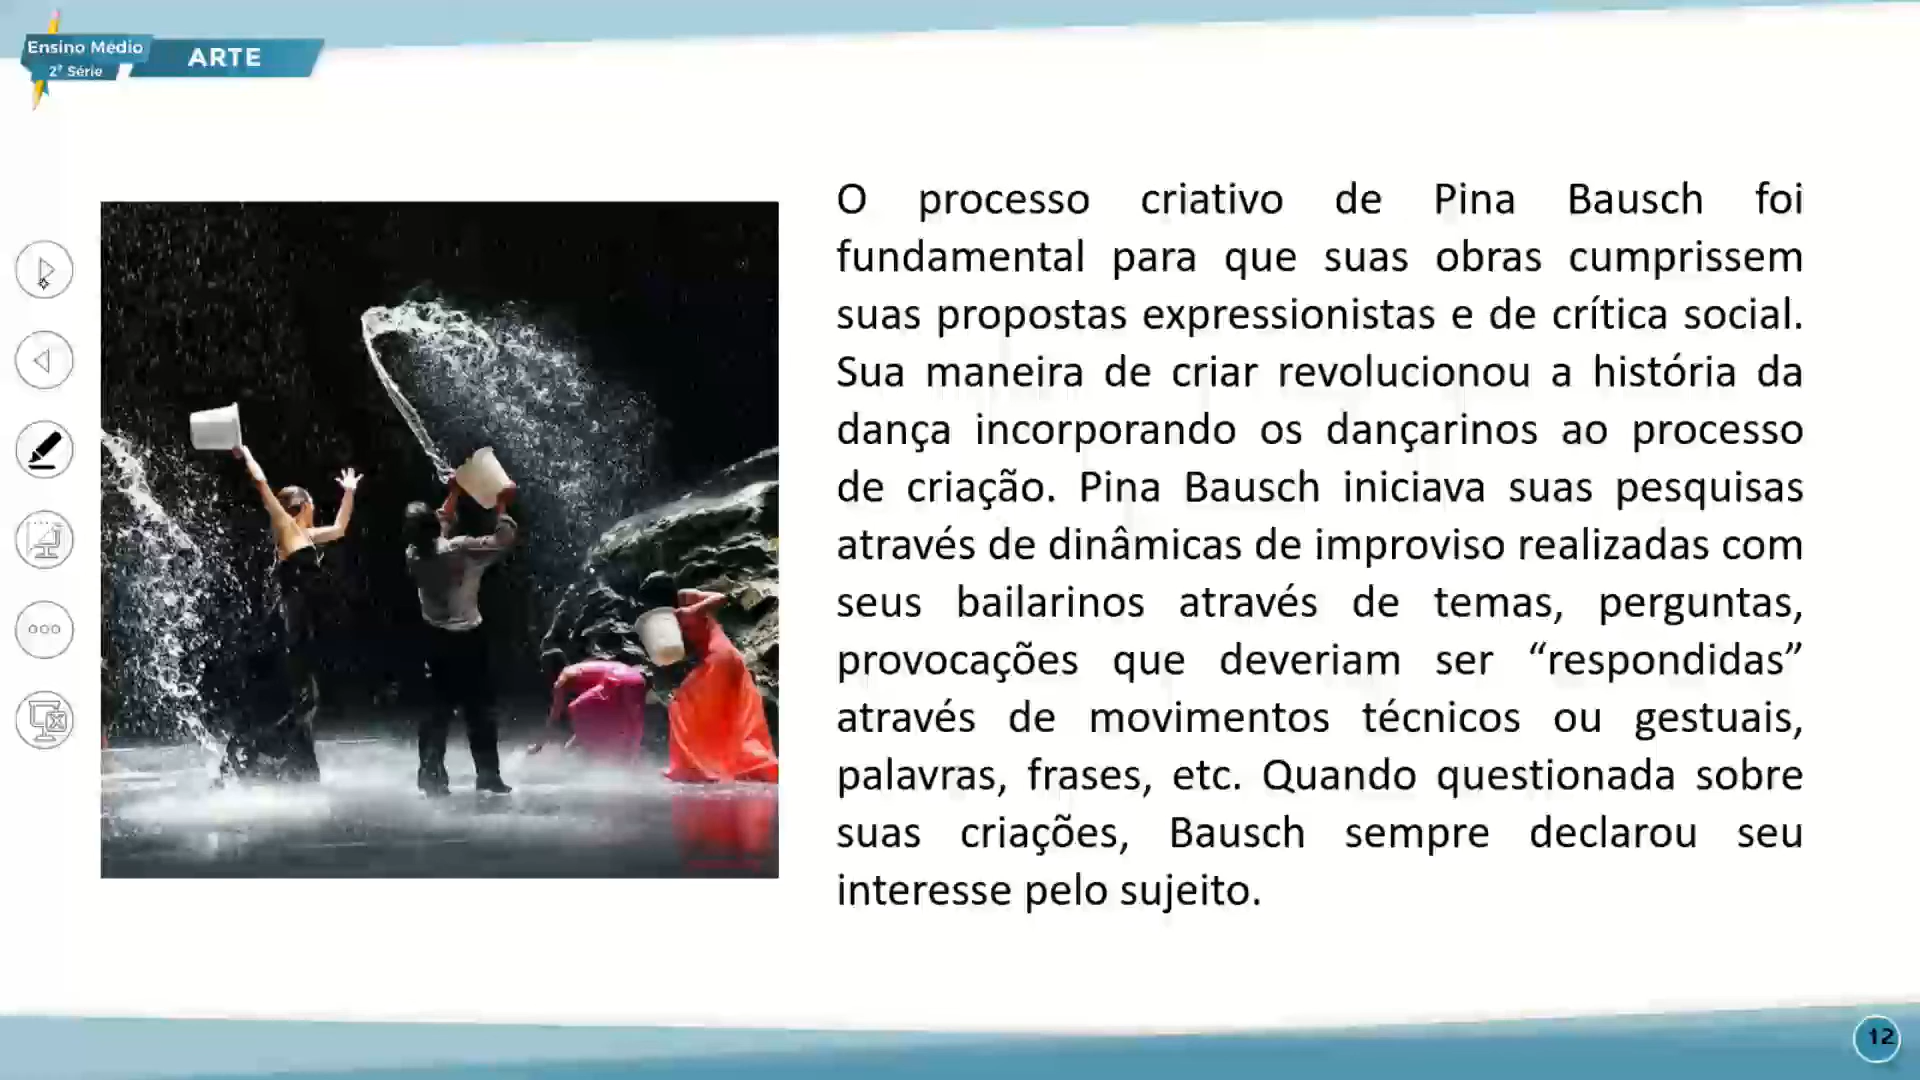 Ensino Médio
2ª Série
ARTE
O processo criativo de Pina Bausch foi
fundamental para que suas obras cumprissem
suas propostas expressionistas e de crítica social.
Sua maneira de criar revolucionou a história da
dança incorporando os dançarinos ao processo
de criação. Pina Bausch iniciava suas pesquisas
através de dinâmicas de improviso realizadas com
seus bailarinos através de temas, perguntas,
provocações que deveriam ser “respondidas”
através de movimentos técnicos ou gestuais,
palavras, frases, etc. Quando questionada sobre
suas criações, Bausch sempre declarou seu
interesse pelo sujeito.
12